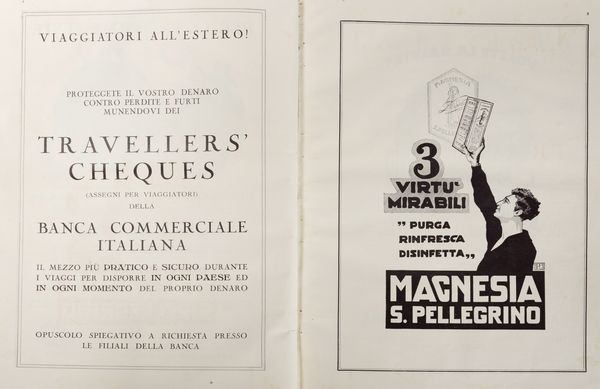 VIAGGIATORI ALL'ESTERO!
PROTEGGETE IL VOSTRO DENARO
CONTRO PERDITE E FURTI
MUNENDOVI DEI
TRAVELLERS'
CHEQUES
(ASSEGNI PER VIAGGIATORI)
DELLA
BANCA COMMERCIALE
ITALIANA
IL MEZZO PIÙ PRATICO E SICURO DURANTE
I VIAGGI PER DISPORRE IN OGNI PAESE ED
IN OGNI MOMENTO DEL PROPRIO DENARO
OPUSCOLO SPIEGATIVO A RICHIESTA PRESSO
LE FILIALI DELLA BANCA
MAGNESIA
3
VIRTU'
MIRABILI
„ PURGA
RINFRESCA
DISINFETTA„
MAGNESIA
S. PELLEGRINO